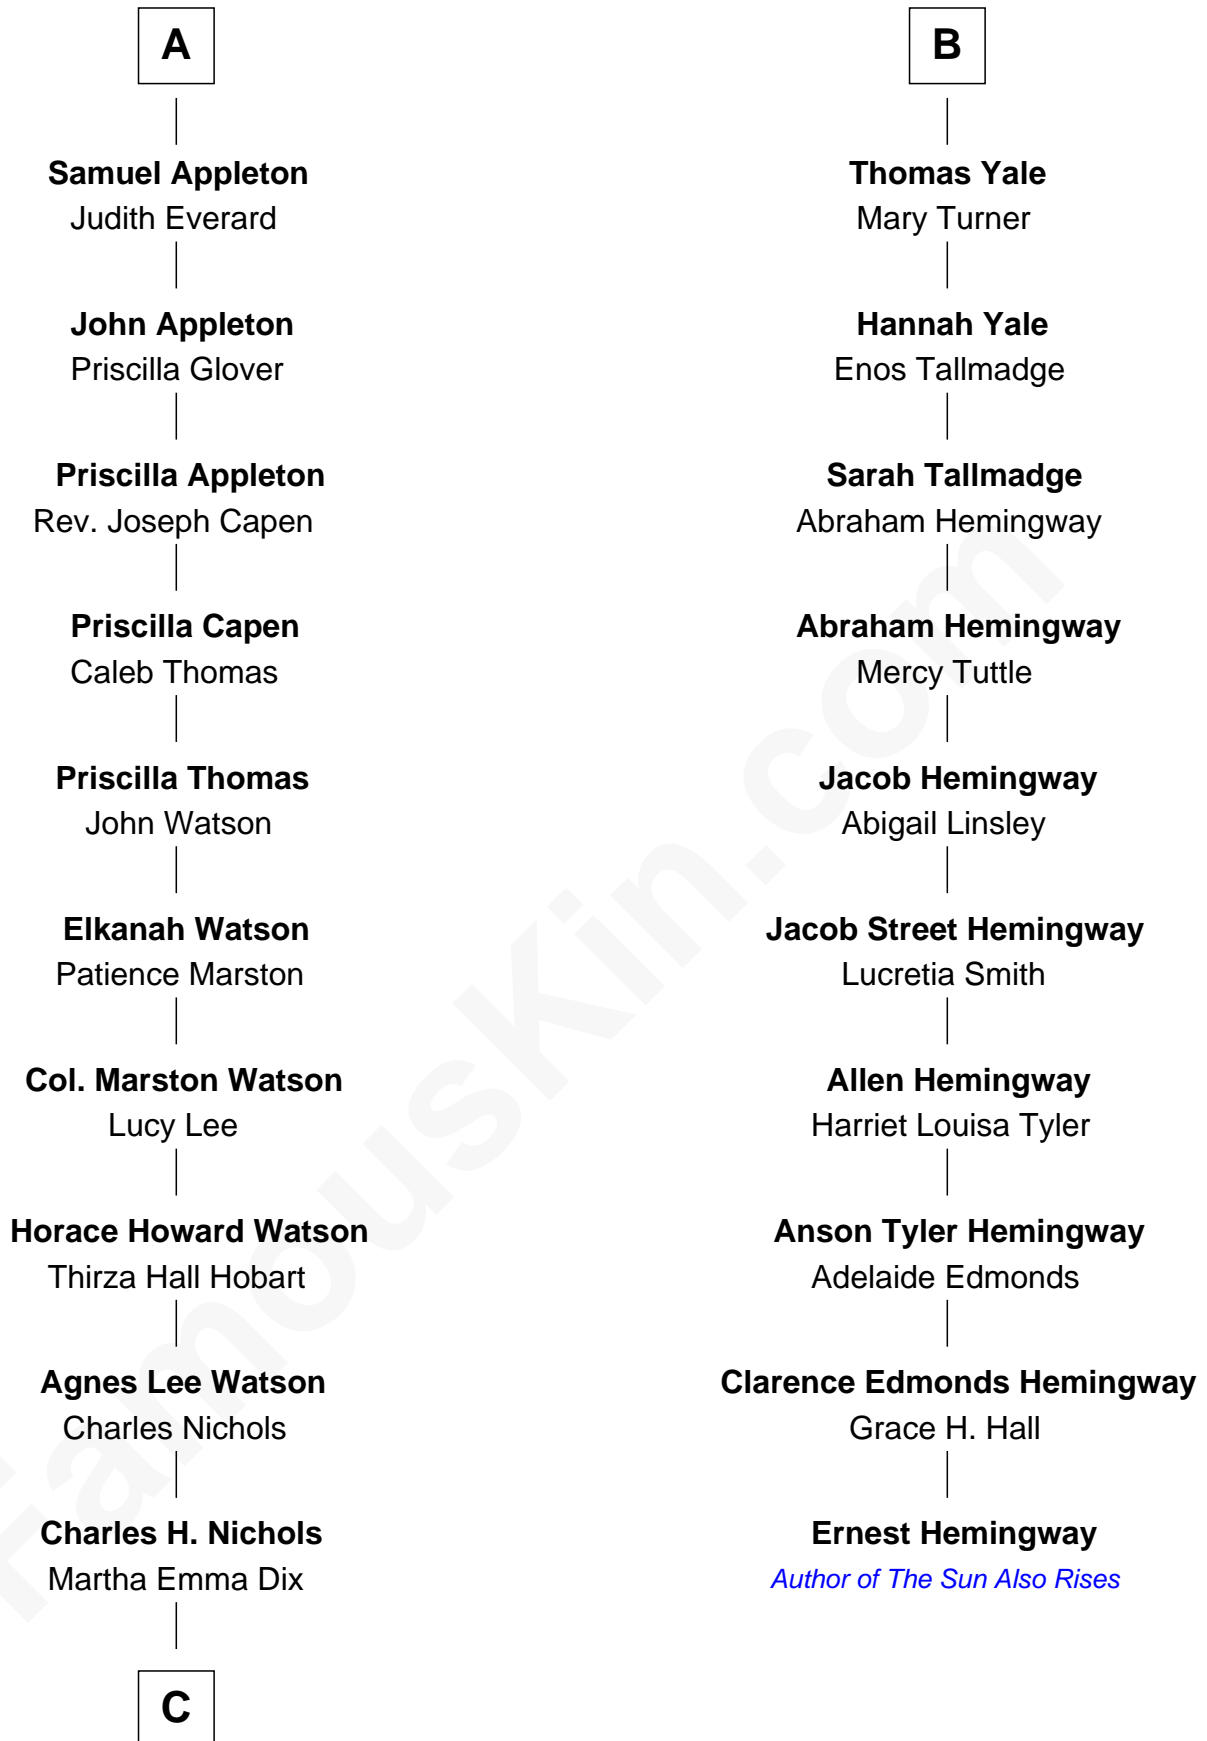 A
Samuel Appleton
Judith Everard
John Appleton
Priscilla Glover
Priscilla Appleton
Rev. Joseph Capen
Priscilla Capen
Caleb Thomas
Priscilla Thomas
John Watson
Elkanah Watson
Patience Marston
Col. Marston Watson
Lucy Lee
Horace Howard Watson
Thirza Hall Hobart
Agnes Lee Watson
Charles Nichols
Charles H. Nichols
Martha Emma Dix
C
B
Thomas Yale
Mary Turner
Hannah Yale
Enos Tallmadge
Sarah Tallmadge
Abraham Hemingway
Abraham Hemingway
Mercy Tuttle
Jacob Hemingway
Abigail Linsley
Jacob Street Hemingway
Lucretia Smith
Allen Hemingway
Harriet Louisa Tyler
Anson Tyler Hemingway
Adelaide Edmonds
Clarence Edmonds Hemingway
Grace H. Hall
Ernest Hemingway
Author of The Sun Also Rises
FamousKin.com